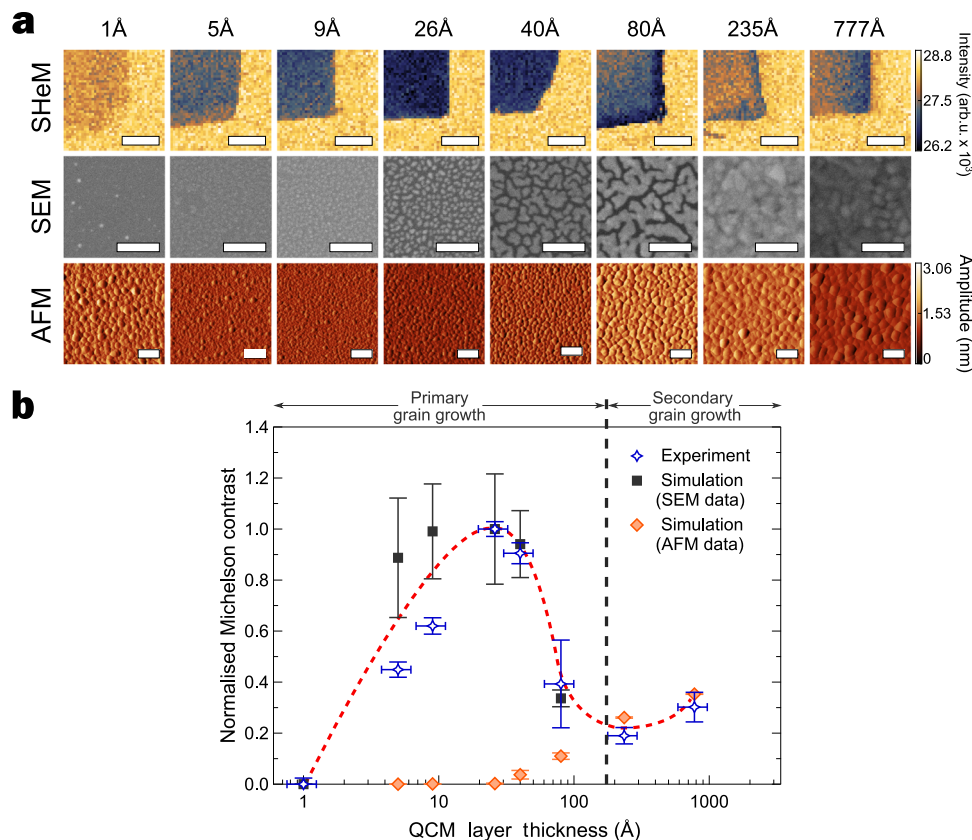 a
1Å 5Å 9Å 26Å 40Å 80Å 235Å 777Å
SHeM
28.8
27.5
26.2
Intensity (arb.u. x 10³)
SEM
AFM
3.06
1.53
0
Amplitude (nm)
b
Primary
grain growth
Secondary
grain growth
Experiment
Simulation
(SEM data)
Simulation
(AFM data)
Normalised Michelson contrast
1.4
1.2
1.0
0.8
0.6
0.4
0.2
0.0
1 10 100 1000
QCM layer thickness (Å)